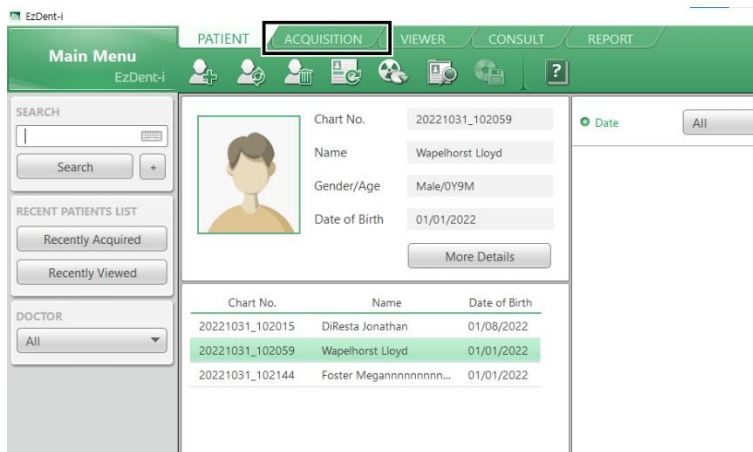 EzDent-i
Main Menu
EzDent-i
PATIENT ACQUISITION VIEWER CONSULT REPORT
?
SEARCH
Search +
RECENT PATIENTS LIST
Recently Acquired
Recently Viewed
DOCTOR
All
Chart No. 20221031_102059
Name Wapelhorst Lloyd
Gender/Age Male/0Y9M
Date of Birth 01/01/2022
More Details
Chart No. Name Date of Birth
20221031_102015 DiResta Jonathan 01/08/2022
20221031_102059 Wapelhorst Lloyd 01/01/2022
20221031_102144 Foster Megannnnnnnnn... 01/01/2022
Date All